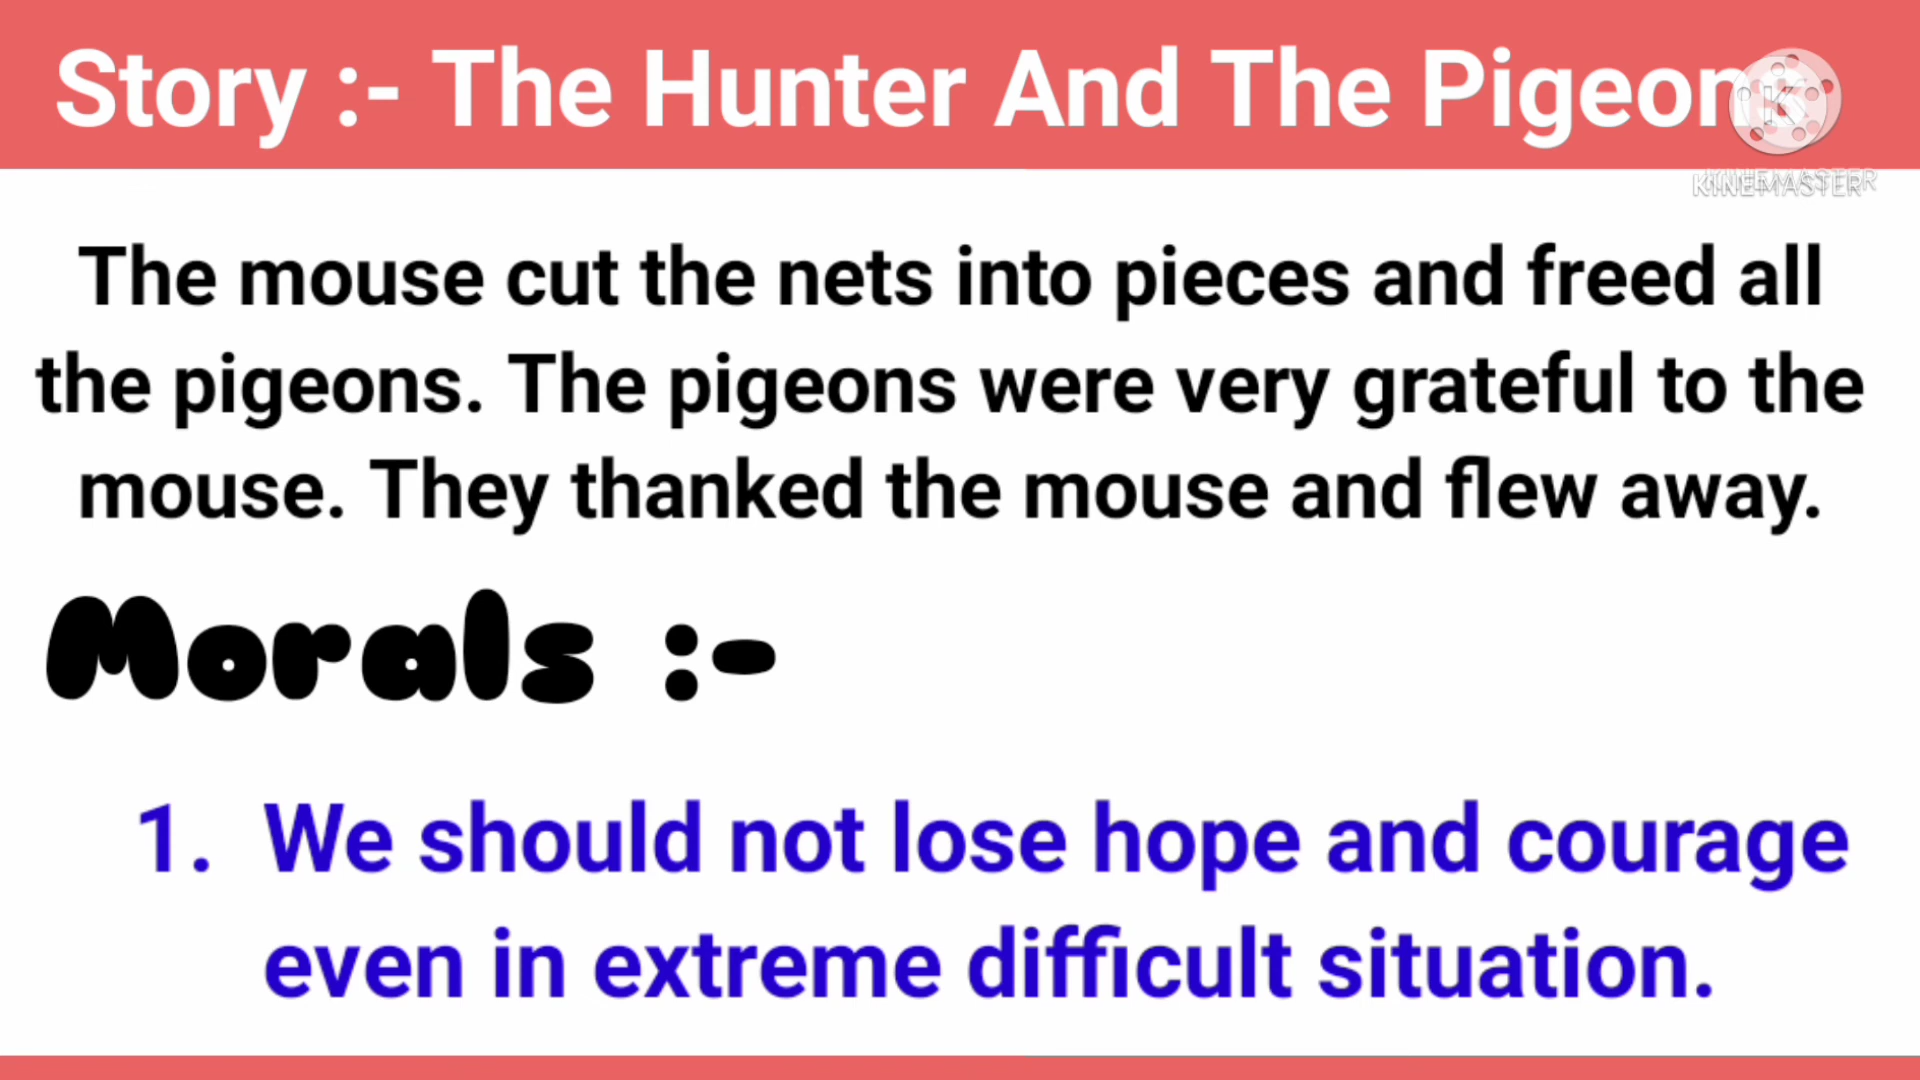 Story :- The Hunter And The Pigeons
The mouse cut the nets into pieces and freed all
the pigeons. The pigeons were very grateful to the
mouse. They thanked the mouse and flew away.
Morals :-
1. We should not lose hope and courage
even in extreme difficult situation.
K
KINEMASTER